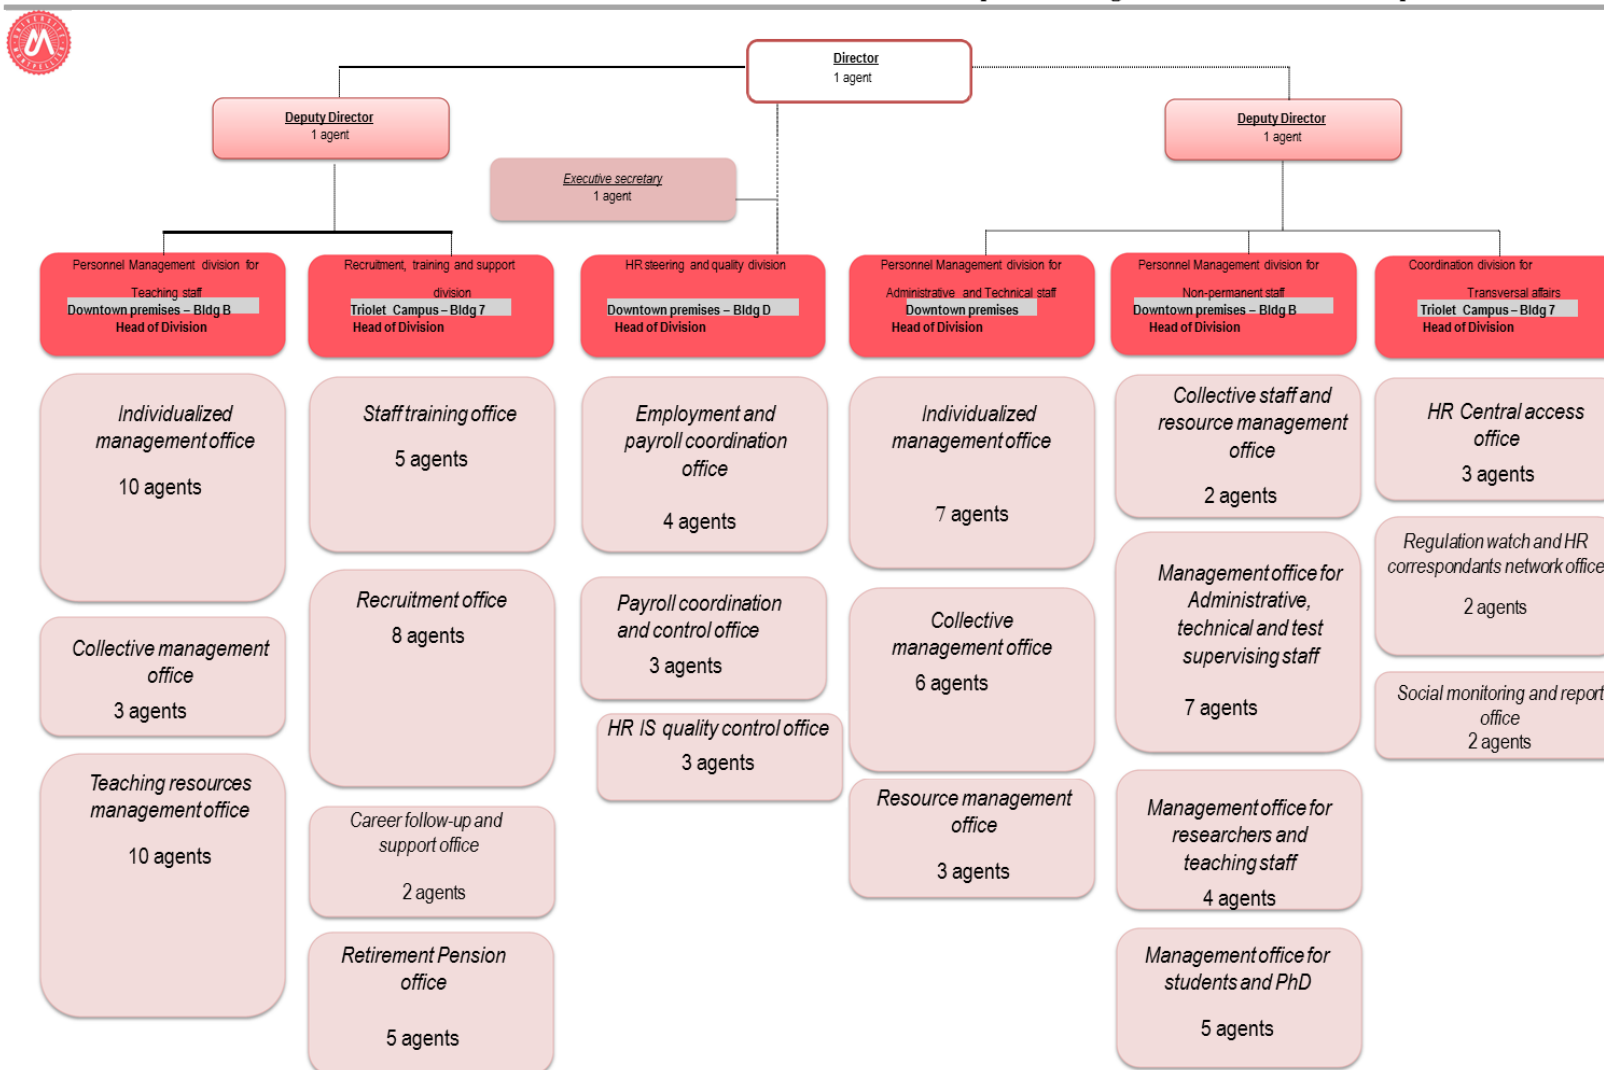 UNIVERSITÉ
MONTPELLIER
Director
1 agent
Deputy Director
1 agent
Deputy Director
1 agent
Executive secretary
1 agent
Personnel Management division for
Teaching staff
Downtown premises – Bldg B
Head of Division
Individualized
management office
10 agents
Collective management
office
3 agents
Teaching resources
management office
10 agents
Recruitment, training and support
division
Triolet Campus – Bldg 7
Head of Division
Staff training office
5 agents
Recruitment office
8 agents
Career follow-up and
support office
2 agents
Retirement Pension
office
5 agents
HR steering and quality division
Downtown premises – Bldg D
Head of Division
Employment and
payroll coordination
office
4 agents
Payroll coordination
and control office
3 agents
HR IS quality control office
3 agents
Personnel Management division for
Administrative and Technical staff
Downtown premises
Head of Division
Individualized
management office
7 agents
Collective
management office
6 agents
Resource management
office
3 agents
Personnel Management division for
Non-permanent staff
Downtown premises – Bldg B
Head of Division
Collective staff and
resource management
office
2 agents
Management office for
Administrative,
technical and test
supervising staff
7 agents
Management office for
researchers and
teaching staff
4 agents
Management office for
students and PhD
5 agents
Coordination division for
Transversal affairs
Triolet Campus – Bldg 7
Head of Division
HR Central access
office
3 agents
Regulation watch and HR
correspondants network office
2 agents
Social monitoring and report
office
2 agents